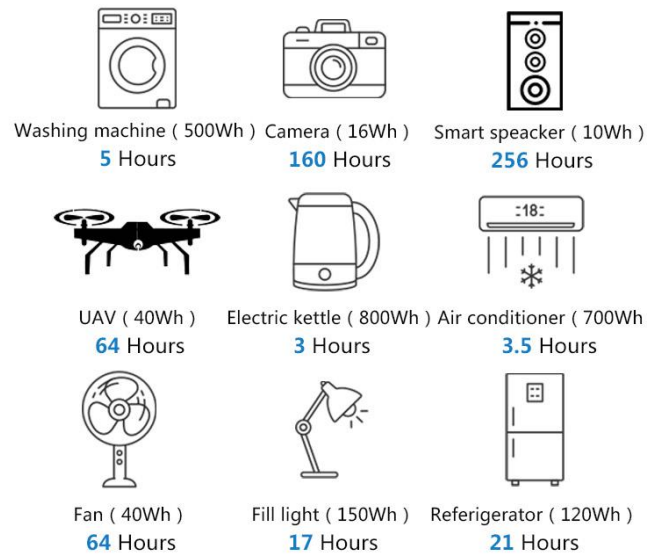 Washing machine ( 500Wh ) Camera ( 16Wh ) Smart speacker ( 10Wh )
5 Hours 160 Hours 256 Hours
:18:
UAV ( 40Wh ) Electric kettle ( 800Wh ) Air conditioner ( 700Wh
64 Hours 3 Hours 3.5 Hours
Fan ( 40Wh ) Fill light ( 150Wh ) Referigerator ( 120Wh )
64 Hours 17 Hours 21 Hours